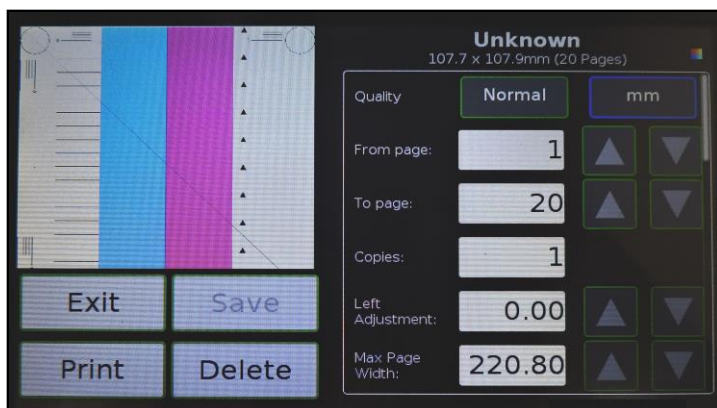 Unknown
107.7 x 107.9mm (20 Pages)
Quality
Normal
mm
From page:
1
To page:
20
Copies:
1
Left
Adjustment:
0.00
Max Page
Width:
220.80
Exit
Save
Print
Delete